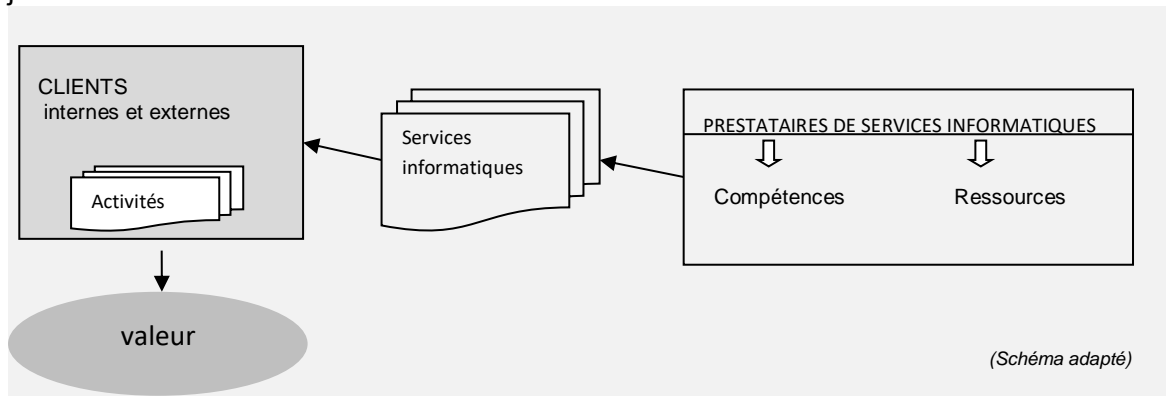 j
CLIENTS
internes et externes
Activités
valeur
Services
informatiques
PRESTATAIRES DE SERVICES INFORMATIQUES
Compétences
Ressources
(Schéma adapté)